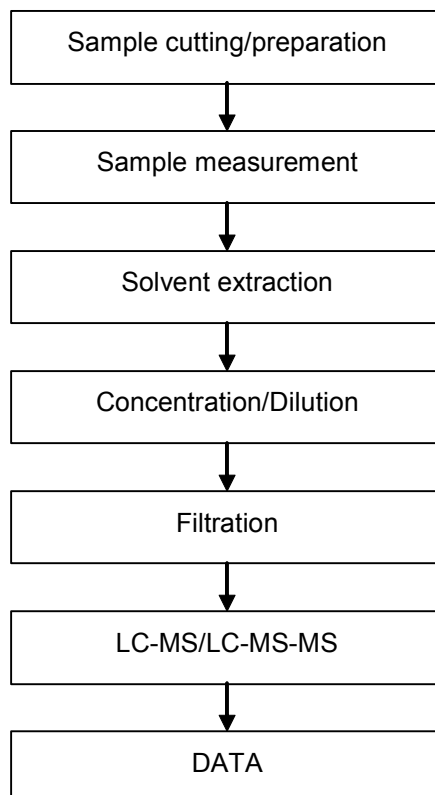 Sample cutting/preparation
Sample measurement
Solvent extraction
Concentration/Dilution
Filtration
LC-MS/LC-MS-MS
DATA